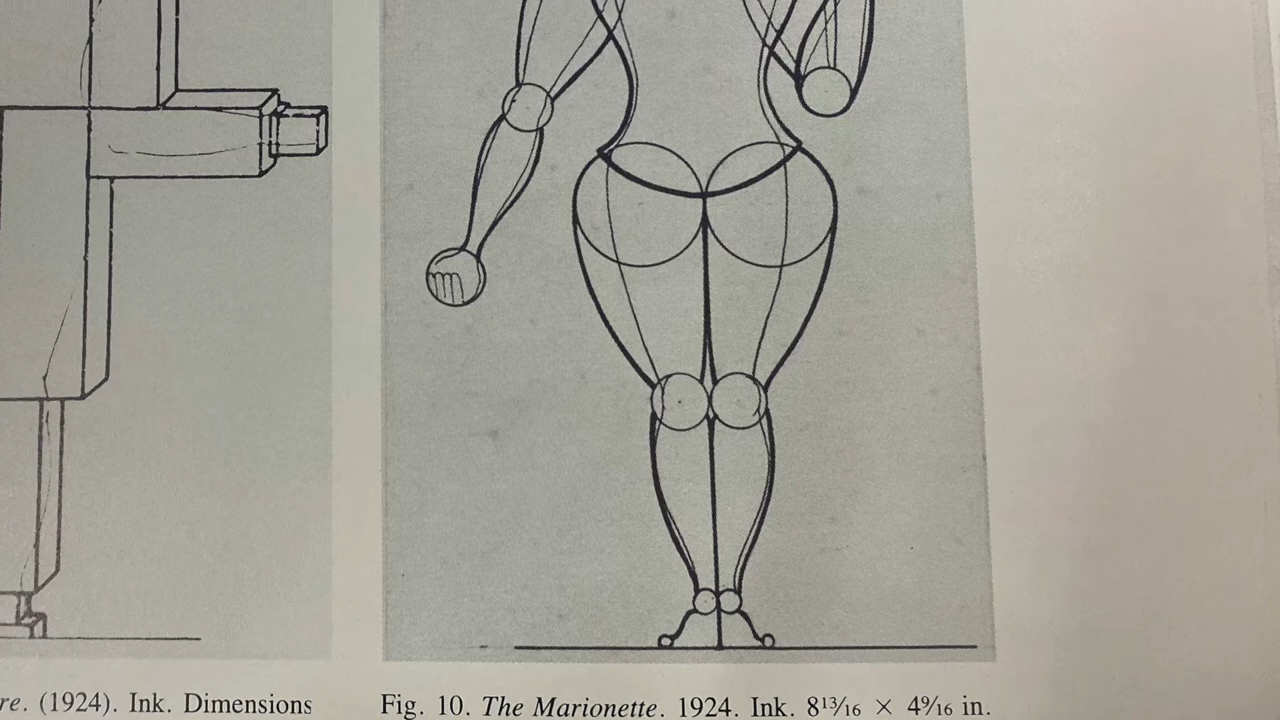 re. (1924). Ink. Dimensions
Fig. 10. The Marionette. 1924. Ink. 8¹³⁄₁₆ × 4⁹⁄₁₆ in.